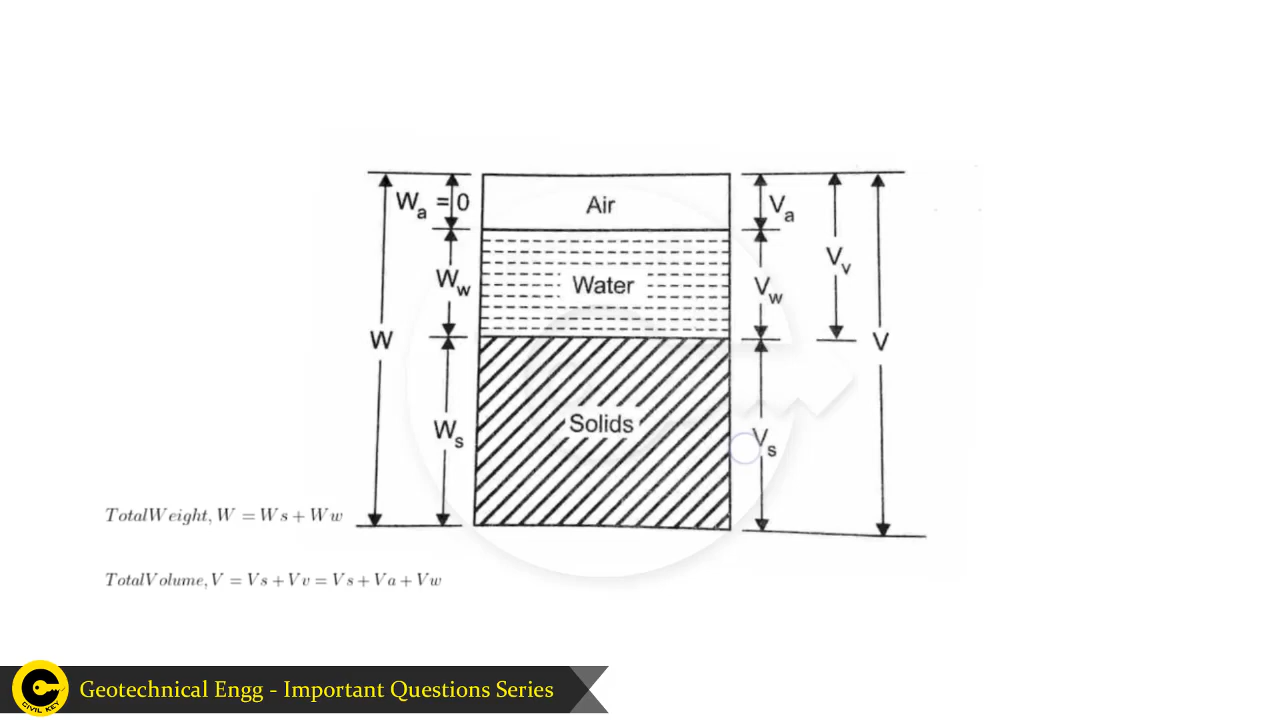 Wa = 0
Air
Va
Ww
Water
Vw
Vv
W
V
Ws
Solids
Vs
TotalWeight, W = Ws + Ww
TotalVolume, V = Vs + Vv = Vs + Va + Vw
CIVIL KEY
Geotechnical Engg - Important Questions Series